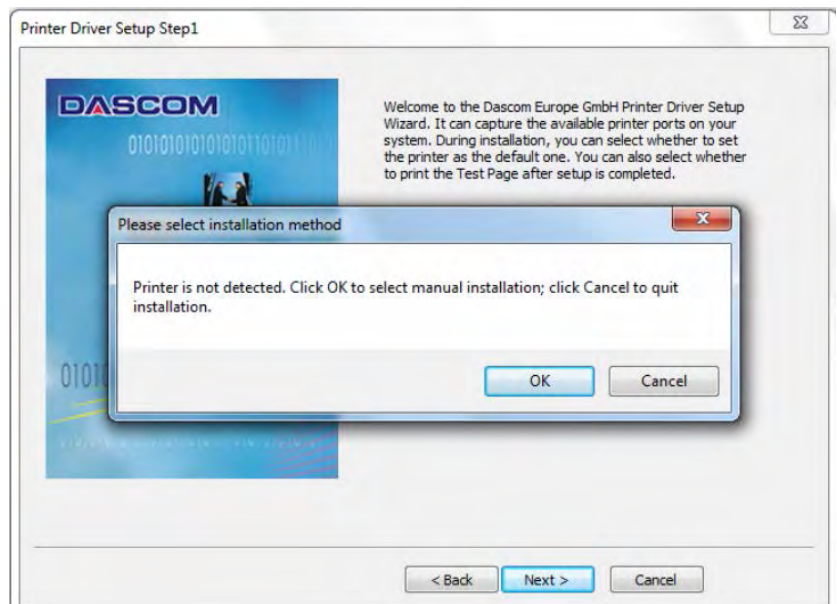 Printer Driver Setup Step1
DASCOM
Welcome to the Dascom Europe GmbH Printer Driver Setup
Wizard. It can capture the available printer ports on your
system. During installation, you can select whether to set
the printer as the default one. You can also select whether
to print the Test Page after setup is completed.
Please select installation method
Printer is not detected. Click OK to select manual installation; click Cancel to quit
installation.
OK
Cancel
< Back
Next >
Cancel